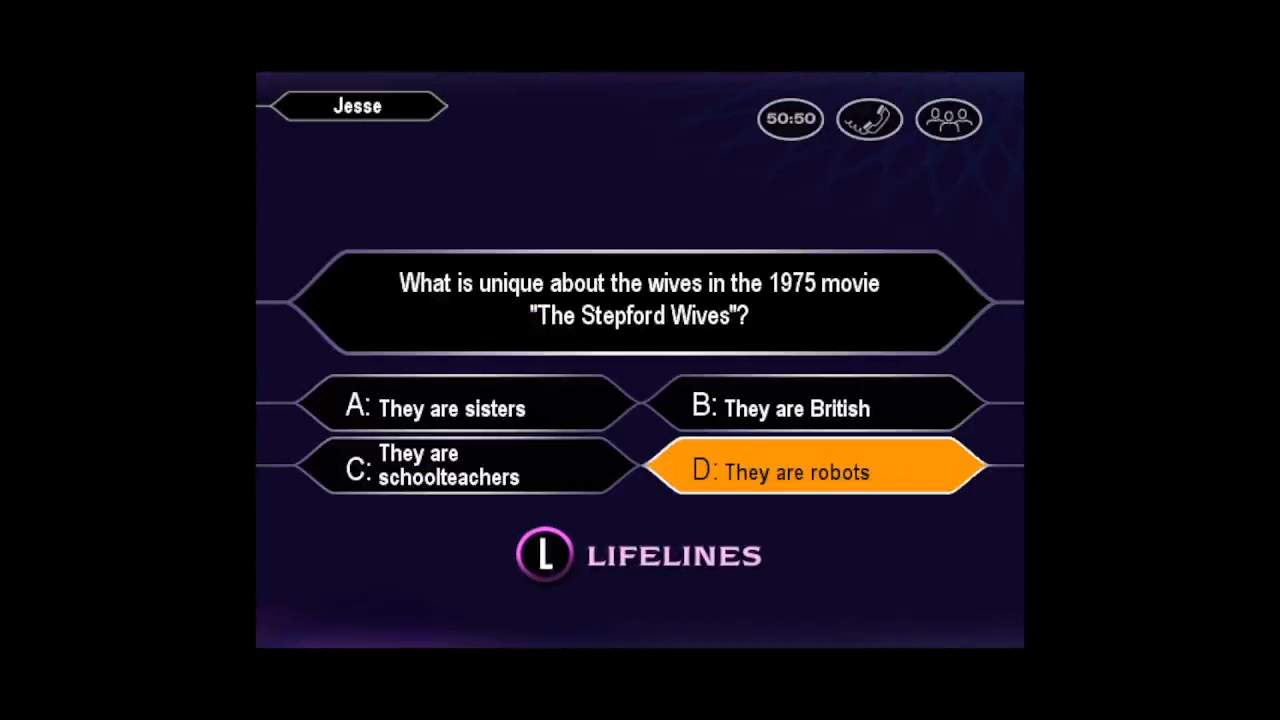 Jesse
50:50
What is unique about the wives in the 1975 movie
"The Stepford Wives"?
A: They are sisters
B: They are British
C: They are
schoolteachers
D: They are robots
L LIFELINES